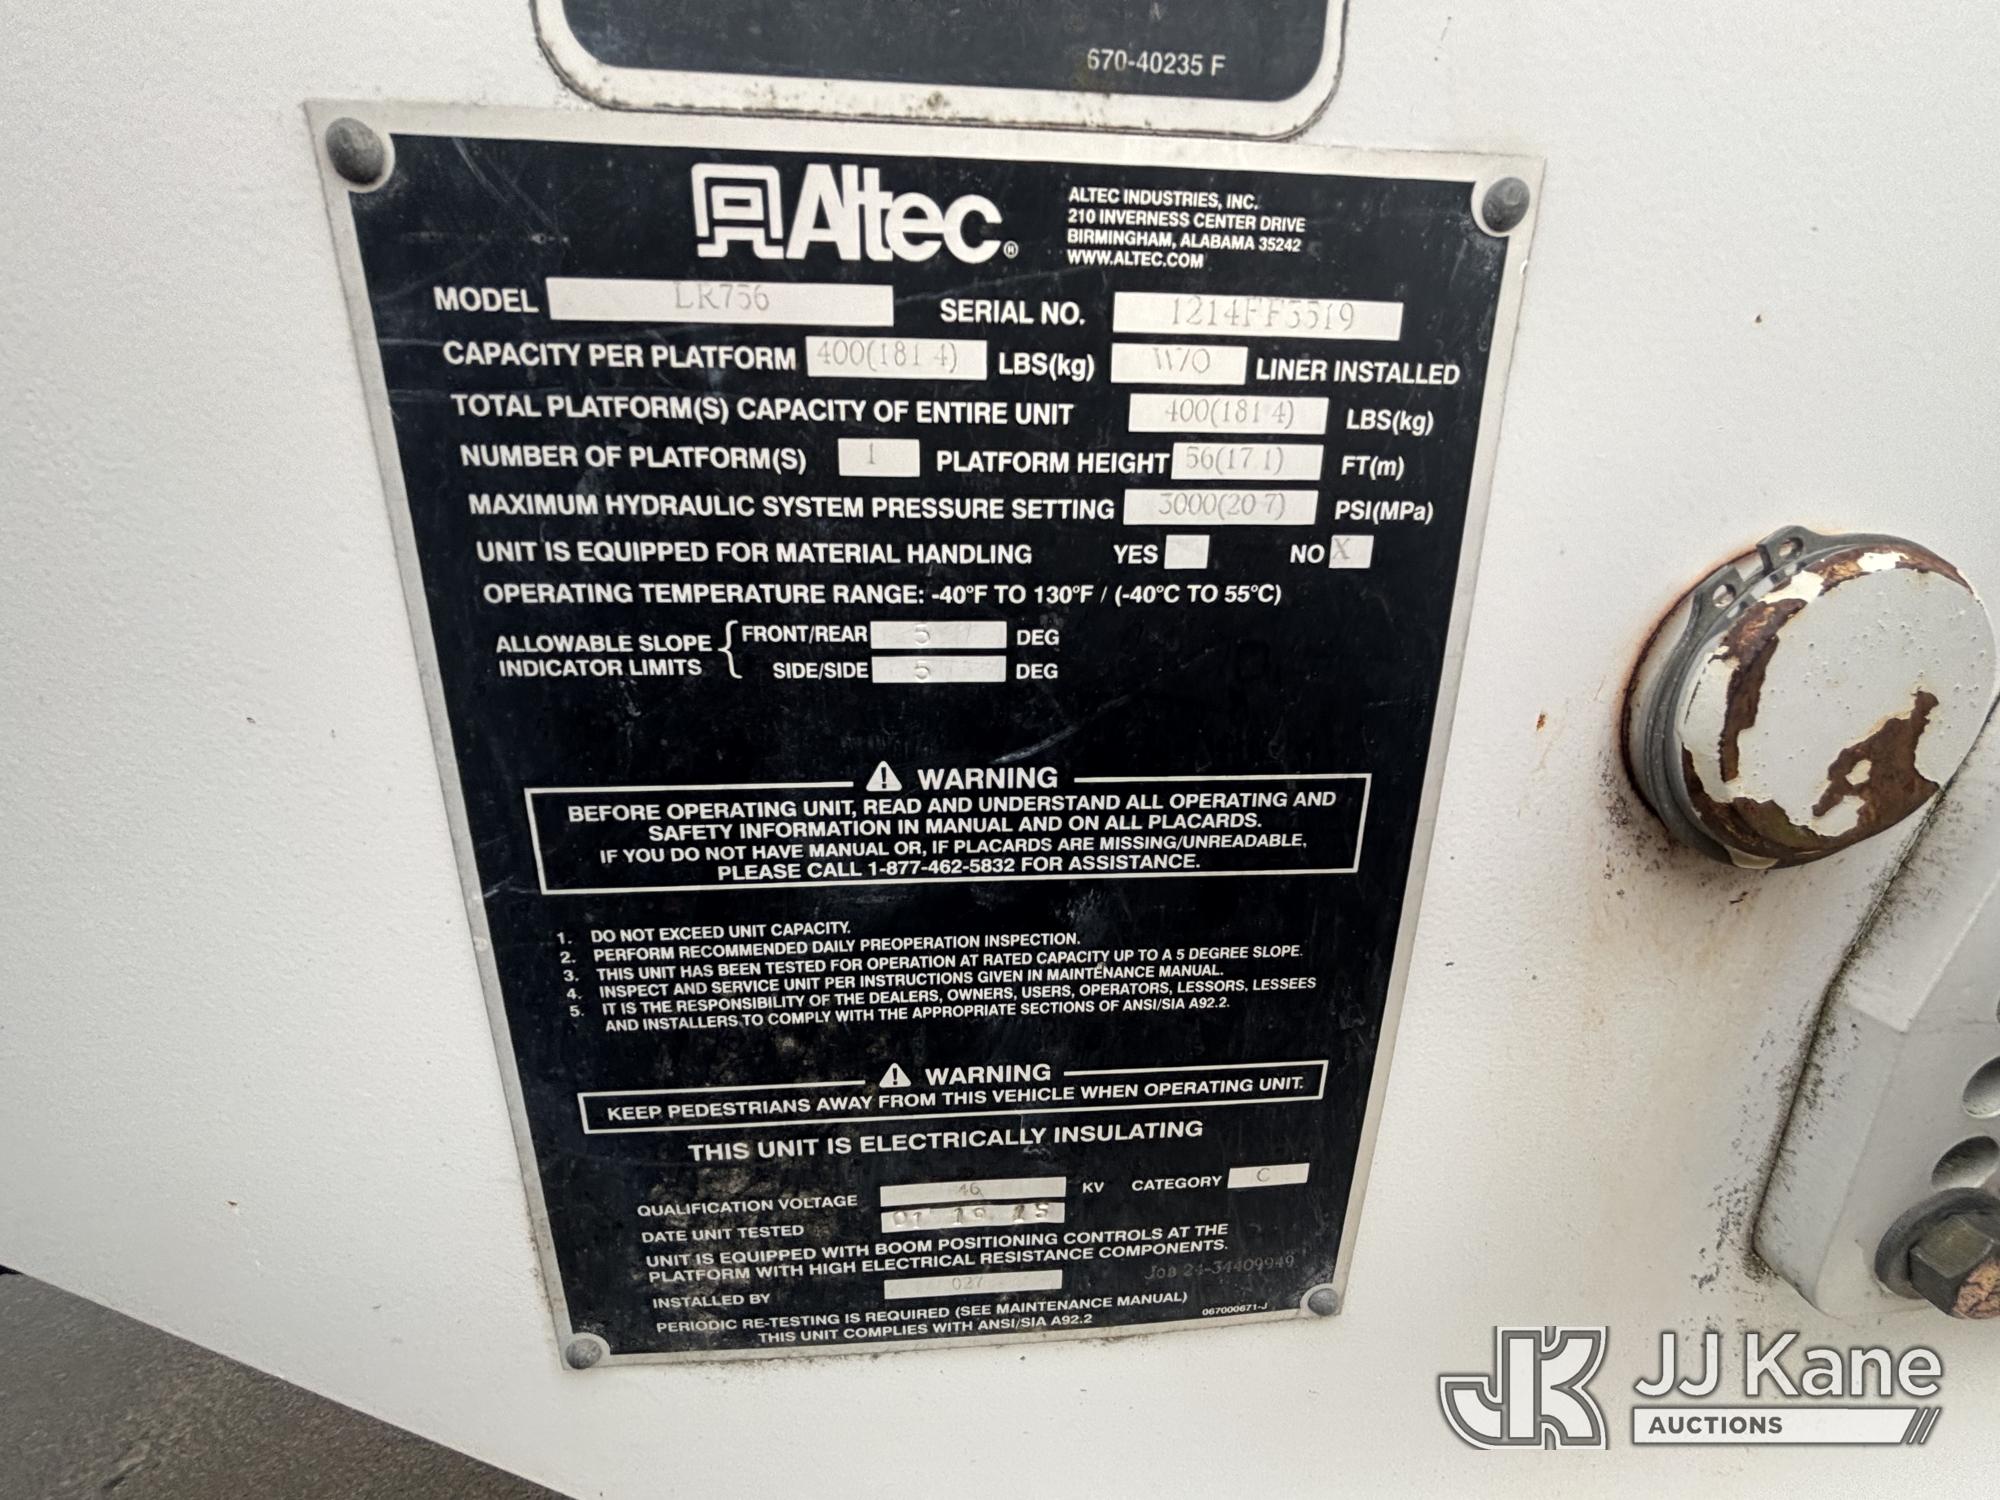 670-40235 F
Altec®
ALTEC INDUSTRIES, INC.
210 INVERNESS CENTER DRIVE
BIRMINGHAM, ALABAMA 35242
WWW.ALTEC.COM
MODEL LR756 SERIAL NO. 1214FF5519
CAPACITY PER PLATFORM 400(181 4) LBS(kg) W/O LINER INSTALLED
TOTAL PLATFORM(S) CAPACITY OF ENTIRE UNIT 400(181 4) LBS(kg)
NUMBER OF PLATFORM(S) 1 PLATFORM HEIGHT 56(17 1) FT(m)
MAXIMUM HYDRAULIC SYSTEM PRESSURE SETTING 3000(20 7) PSI(MPa)
UNIT IS EQUIPPED FOR MATERIAL HANDLING YES NO X
OPERATING TEMPERATURE RANGE: -40°F TO 130°F / (-40°C TO 55°C)
ALLOWABLE SLOPE INDICATOR LIMITS
FRONT/REAR 5 DEG
SIDE/SIDE 5 DEG
WARNING
BEFORE OPERATING UNIT, READ AND UNDERSTAND ALL OPERATING AND
SAFETY INFORMATION IN MANUAL AND ON ALL PLACARDS.
IF YOU DO NOT HAVE MANUAL OR, IF PLACARDS ARE MISSING/UNREADABLE,
PLEASE CALL 1-877-462-5832 FOR ASSISTANCE.
1. DO NOT EXCEED UNIT CAPACITY.
2. PERFORM RECOMMENDED DAILY PREOPERATION INSPECTION.
3. THIS UNIT HAS BEEN TESTED FOR OPERATION AT RATED CAPACITY UP TO A 5 DEGREE SLOPE.
4. INSPECT AND SERVICE UNIT PER INSTRUCTIONS GIVEN IN MAINTENANCE MANUAL.
5. IT IS THE RESPONSIBILITY OF THE DEALERS, OWNERS, USERS, OPERATORS, LESSORS, LESSEES
AND INSTALLERS TO COMPLY WITH THE APPROPRIATE SECTIONS OF ANSI/SIA A92.2.
WARNING
KEEP PEDESTRIANS AWAY FROM THIS VEHICLE WHEN OPERATING UNIT.
THIS UNIT IS ELECTRICALLY INSULATING
QUALIFICATION VOLTAGE 46 KV CATEGORY C
DATE UNIT TESTED 01 19 15
UNIT IS EQUIPPED WITH BOOM POSITIONING CONTROLS AT THE
PLATFORM WITH HIGH ELECTRICAL RESISTANCE COMPONENTS.
INSTALLED BY 027 Job 24-34409949
PERIODIC RE-TESTING IS REQUIRED (SEE MAINTENANCE MANUAL) 067000671-J
THIS UNIT COMPLIES WITH ANSI/SIA A92.2
JK JJ Kane
AUCTIONS